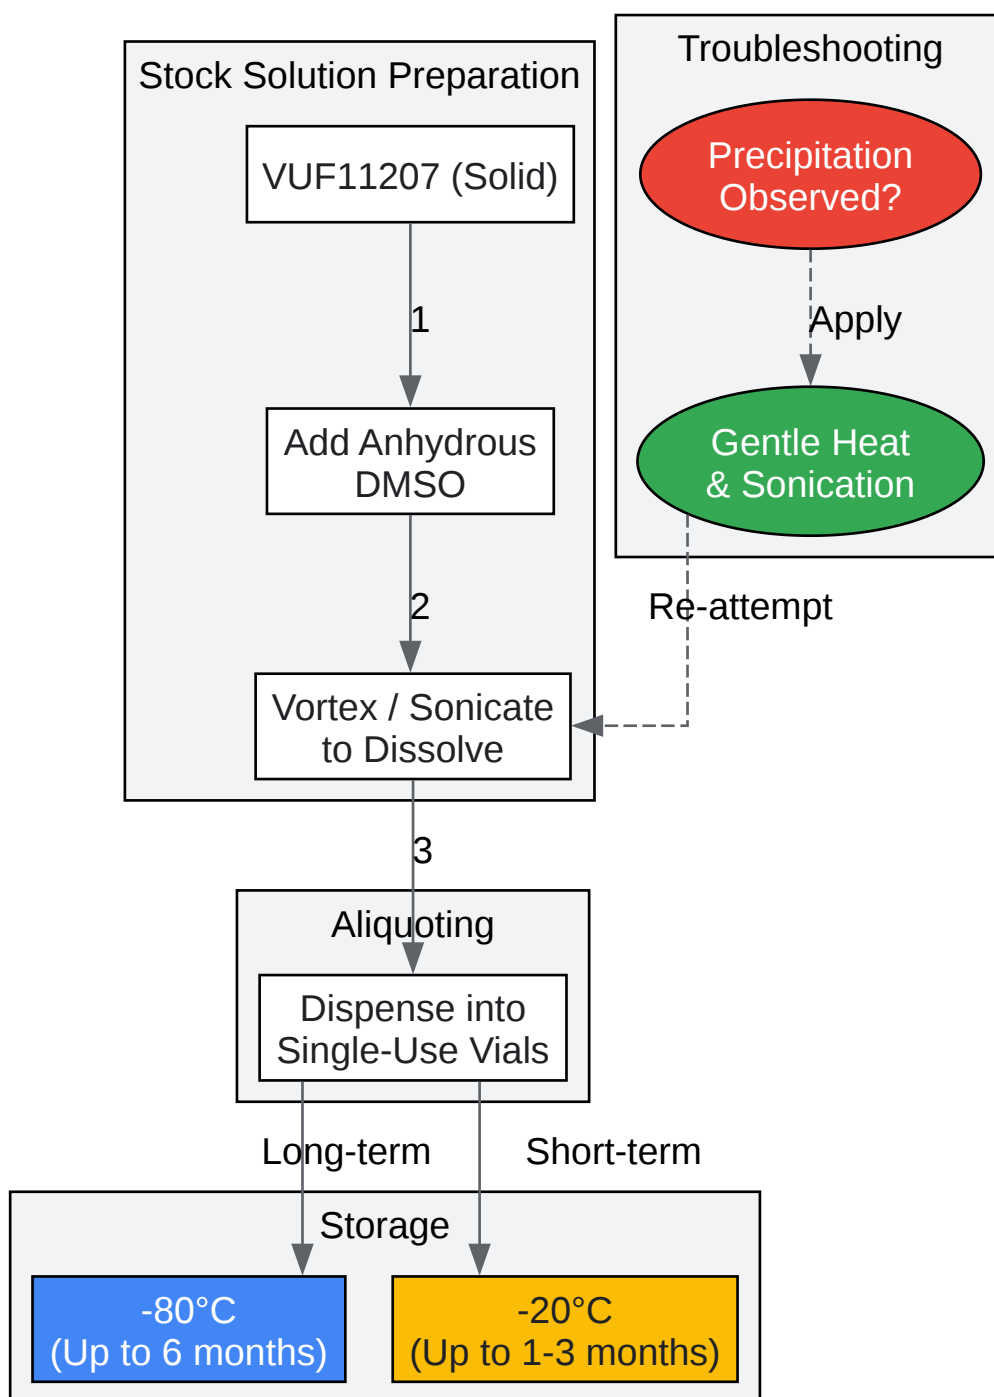 Stock Solution Preparation
VUF11207 (Solid)
1
Add Anhydrous
DMSO
2
Vortex / Sonicate
to Dissolve
Troubleshooting
Precipitation
Observed?
Apply
Gentle Heat
& Sonication
Re-attempt
3
Aliquoting
Dispense into
Single-Use Vials
Long-term
Short-term
Storage
-80°C
(Up to 6 months)
-20°C
(Up to 1-3 months)